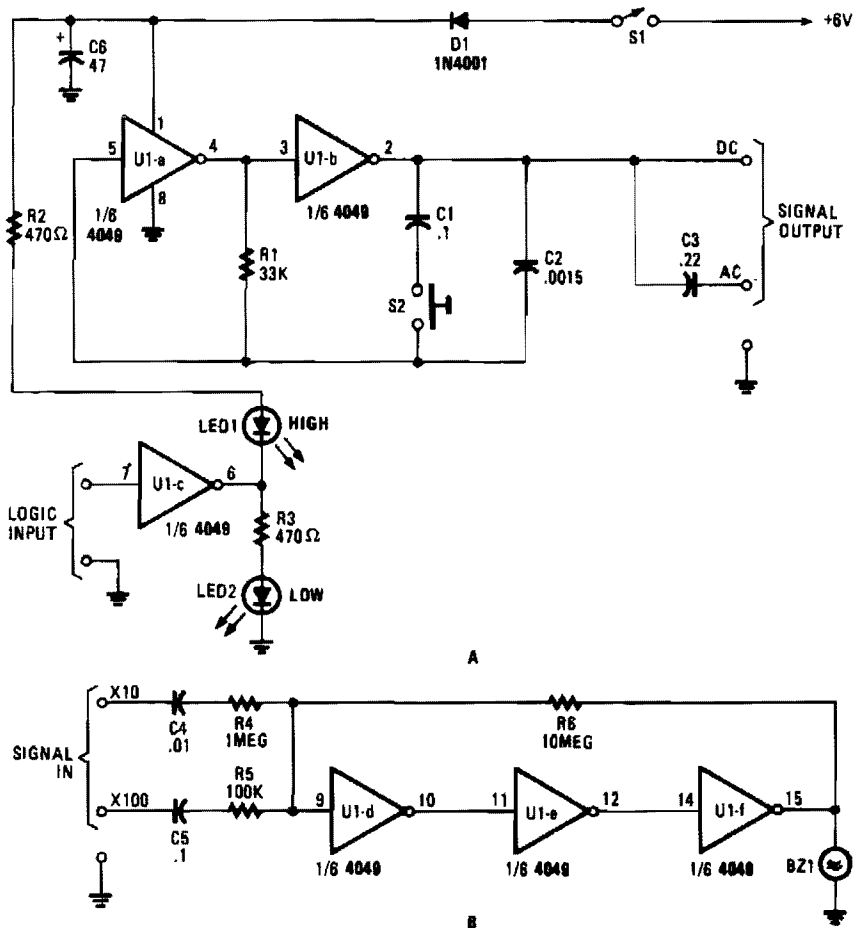 +6V
S1
D1
1N4001
+
C6
47
1
5
U1-a
4
8
1/6
4049
3
U1-b
2
1/6 4049
R2
470Ω
R1
33K
C1
.1
S2
C2
.0015
C3
.22
DC
AC
SIGNAL
OUTPUT
LED1
HIGH
LOGIC
INPUT
7
U1-c
6
1/6 4049
R3
470Ω
LED2
LOW
A
SIGNAL
IN
X10
C4
.01
R4
1MEG
R6
10MEG
X100
C5
.1
R5
100K
9
U1-d
10
1/6 4049
11
U1-e
12
1/6 4049
14
U1-f
15
1/6 4049
BZ1
B